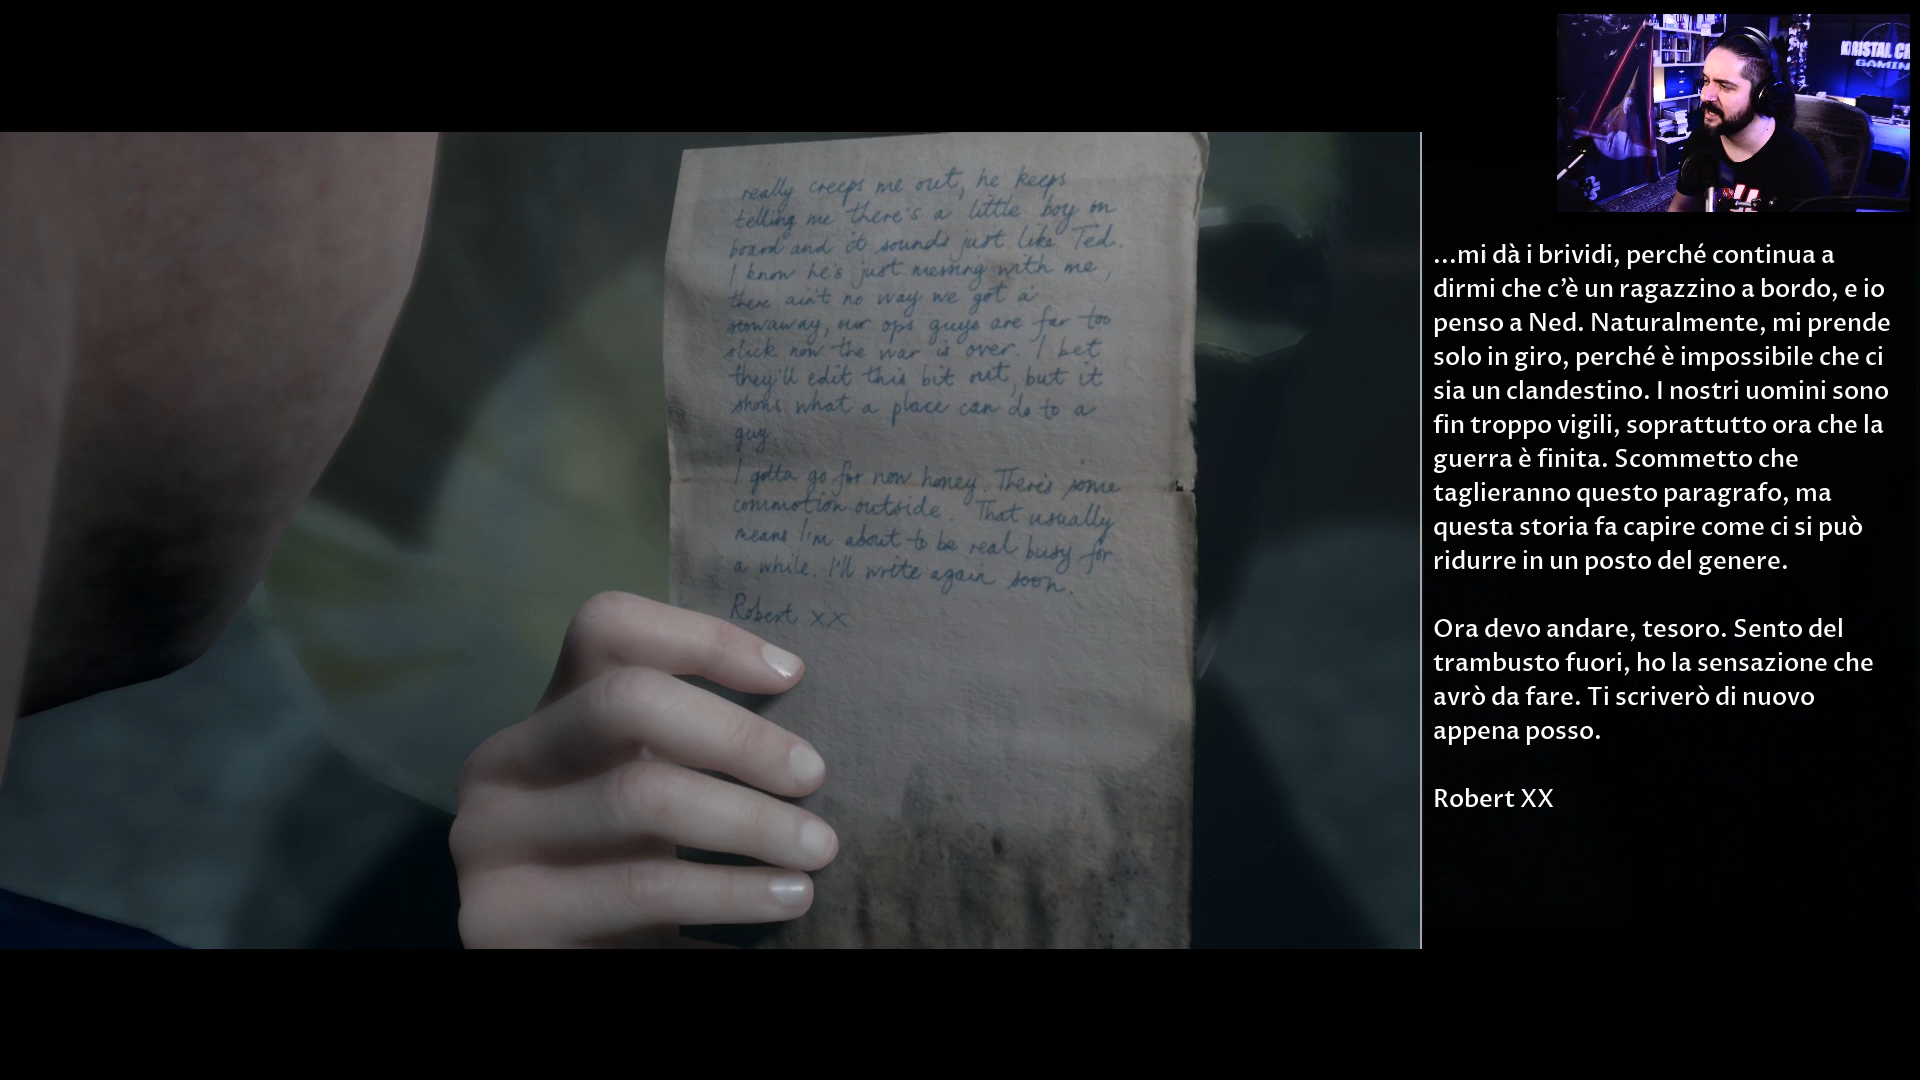 KRISTAL CR
GAMIN
really creeps me out, he keeps
telling me there's a little boy on
board and it sounds just like Ted.
I know he's just messing with me,
there ain't no way we got a
stowaway, our ops guys are far too
slick now the war is over. I bet
they'll edit this bit out, but it
shows what a place can do to a
guy.
I gotta go for now honey. There's some
commotion outside. That usually
means I'm about to be real busy for
a while. I'll write again soon.
Robert XX
...mi dà i brividi, perché continua a
dirmi che c'è un ragazzino a bordo, e io
penso a Ned. Naturalmente, mi prende
solo in giro, perché è impossibile che ci
sia un clandestino. I nostri uomini sono
fin troppo vigili, soprattutto ora che la
guerra è finita. Scommetto che
taglieranno questo paragrafo, ma
questa storia fa capire come ci si può
ridurre in un posto del genere.
Ora devo andare, tesoro. Sento del
trambusto fuori, ho la sensazione che
avrò da fare. Ti scriverò di nuovo
appena posso.
Robert XX